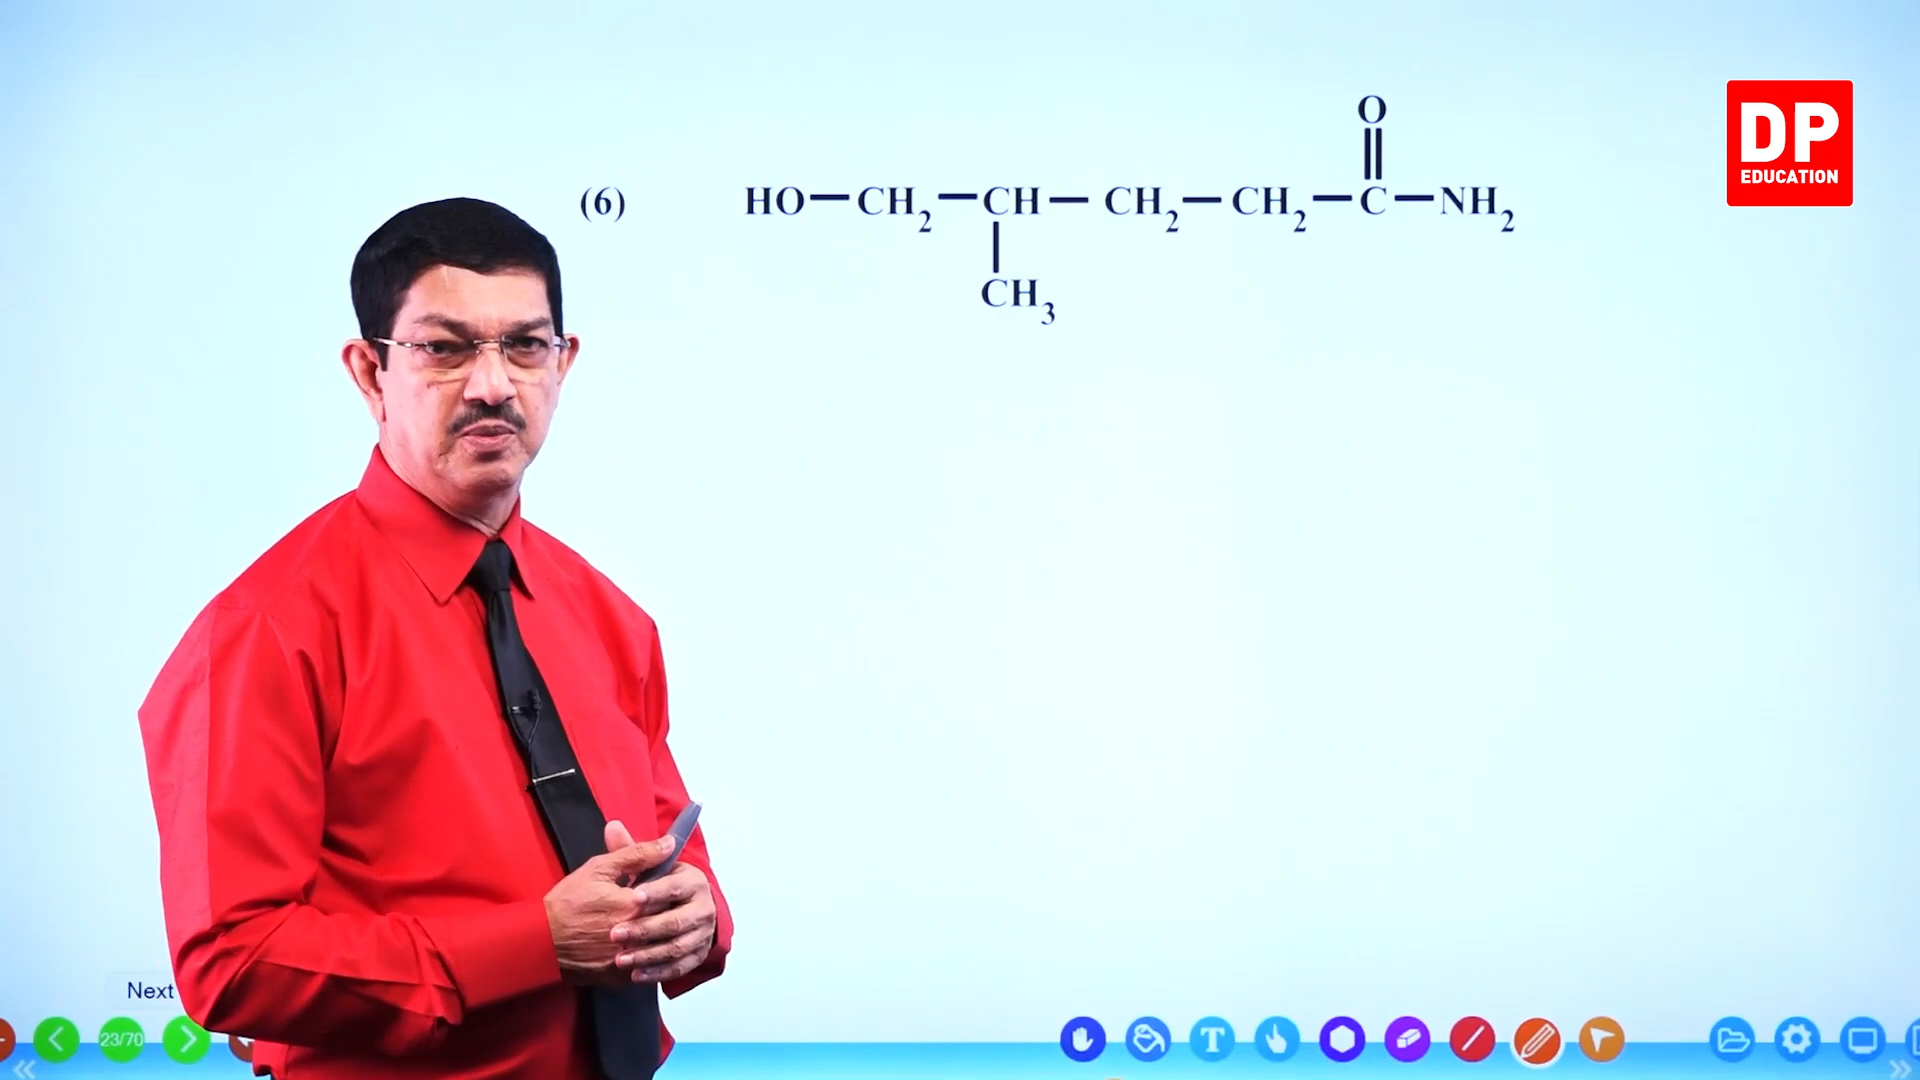 O
(6) HO—CH₂—CH—CH₂—CH₂—C—NH₂
CH₃
DP
EDUCATION
Next
23/70
T